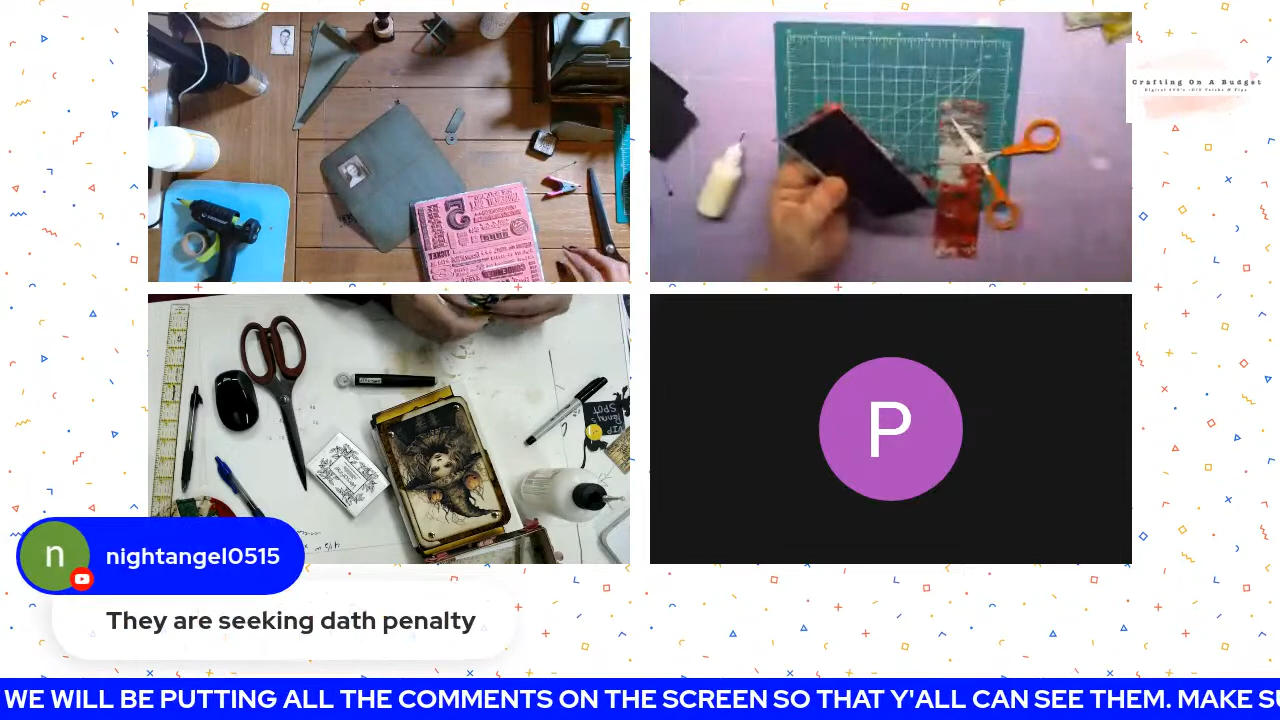 Crafting On A Budget
5
P
nightangel0515
They are seeking dath penalty
WE WILL BE PUTTING ALL THE COMMENTS ON THE SCREEN SO THAT Y'ALL CAN SEE THEM. MAKE S